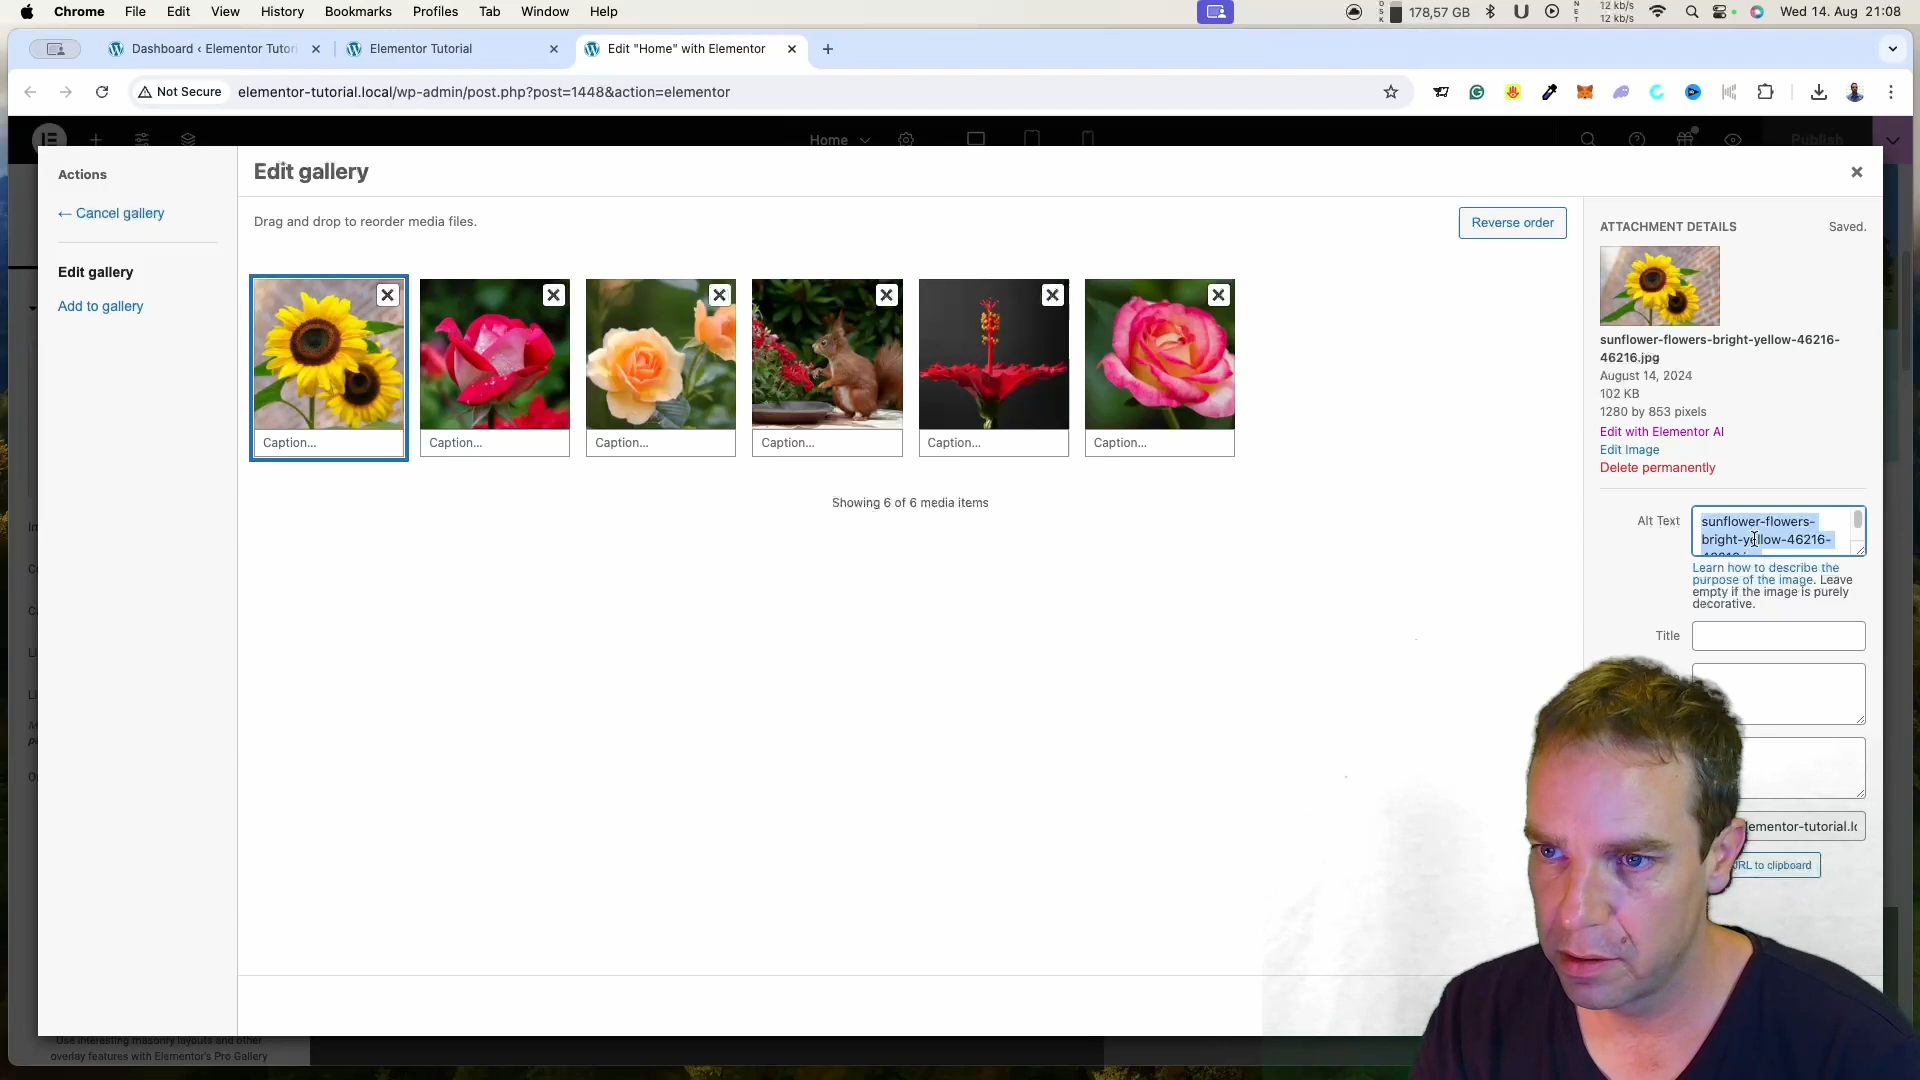 Chrome File Edit View History Bookmarks Profiles Tab Window Help
178,57 GB
12 kb/s
12 kb/s
Wed 14. Aug 21:08
Dashboard ‹ Elementor Tutori
Elementor Tutorial
Edit "Home" with Elementor
Not Secure
elementor-tutorial.local/wp-admin/post.php?post=1448&action=elementor
Home
Publish
Actions
← Cancel gallery
Edit gallery
Add to gallery
Edit gallery
Drag and drop to reorder media files.
Reverse order
Caption...
Caption...
Caption...
Caption...
Caption...
Caption...
Showing 6 of 6 media items
ATTACHMENT DETAILS
Saved.
sunflower-flowers-bright-yellow-46216-
46216.jpg
August 14, 2024
102 KB
1280 by 853 pixels
Edit with Elementor AI
Edit Image
Delete permanently
Alt Text
sunflower-flowers-
bright-yellow-46216-
Learn how to describe the
purpose of the image. Leave
empty if the image is purely
decorative.
Title
ementor-tutorial.lo
URL to clipboard
Use interesting masonry layouts and other
overlay features with Elementor's Pro Gallery